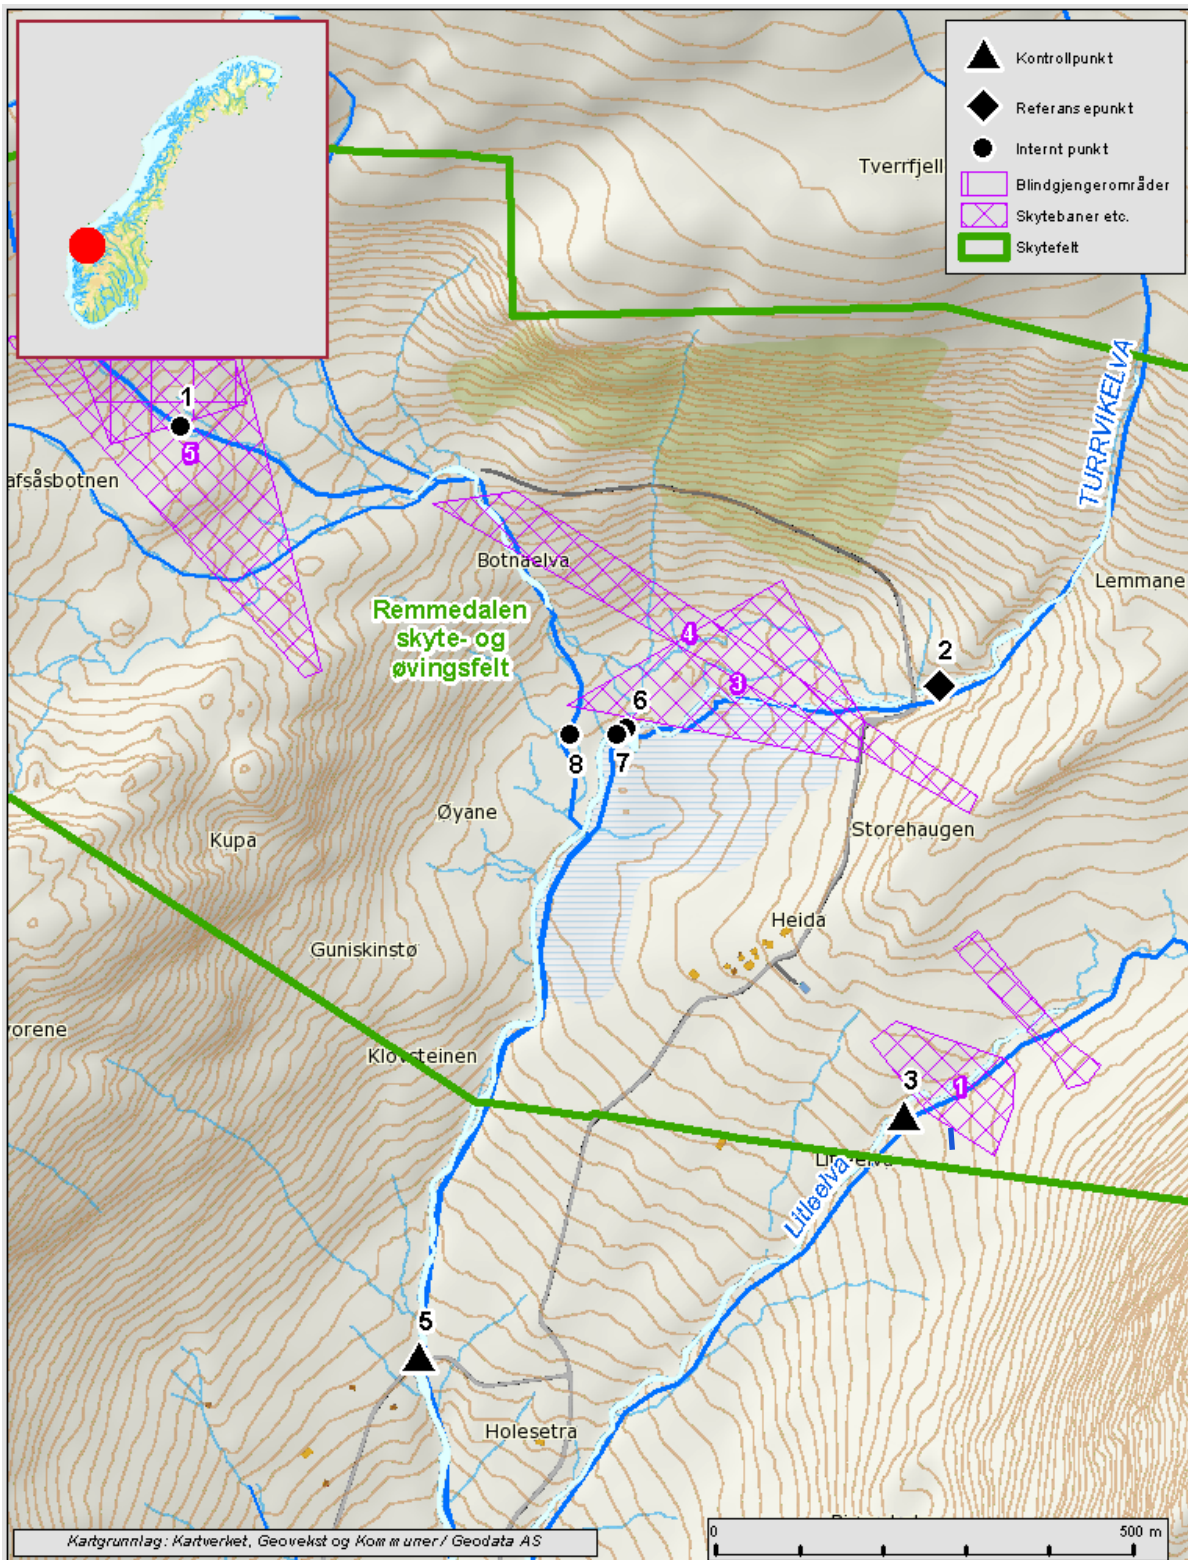 Kontrollpunkt
Referansepunkt
Internt punkt
Blindgjengerområder
Skytebaner etc.
Skytefelt
Tverrfjell
TURRVIKELVA
1
5
afsåsbotnen
Botnaelva
Lemmane
Remmedalen
skyte- og
øvingsfelt
4
3
2
6
8
7
Øyane
Kupa
Storehaugen
Heida
Guniskinstø
vorene
Klovsteinen
3
1
Litleelva
Litleelva
5
Holesetra
Kartgrunnlag: Kartverket, Geovekst og Kommuner / Geodata AS
0 500 m